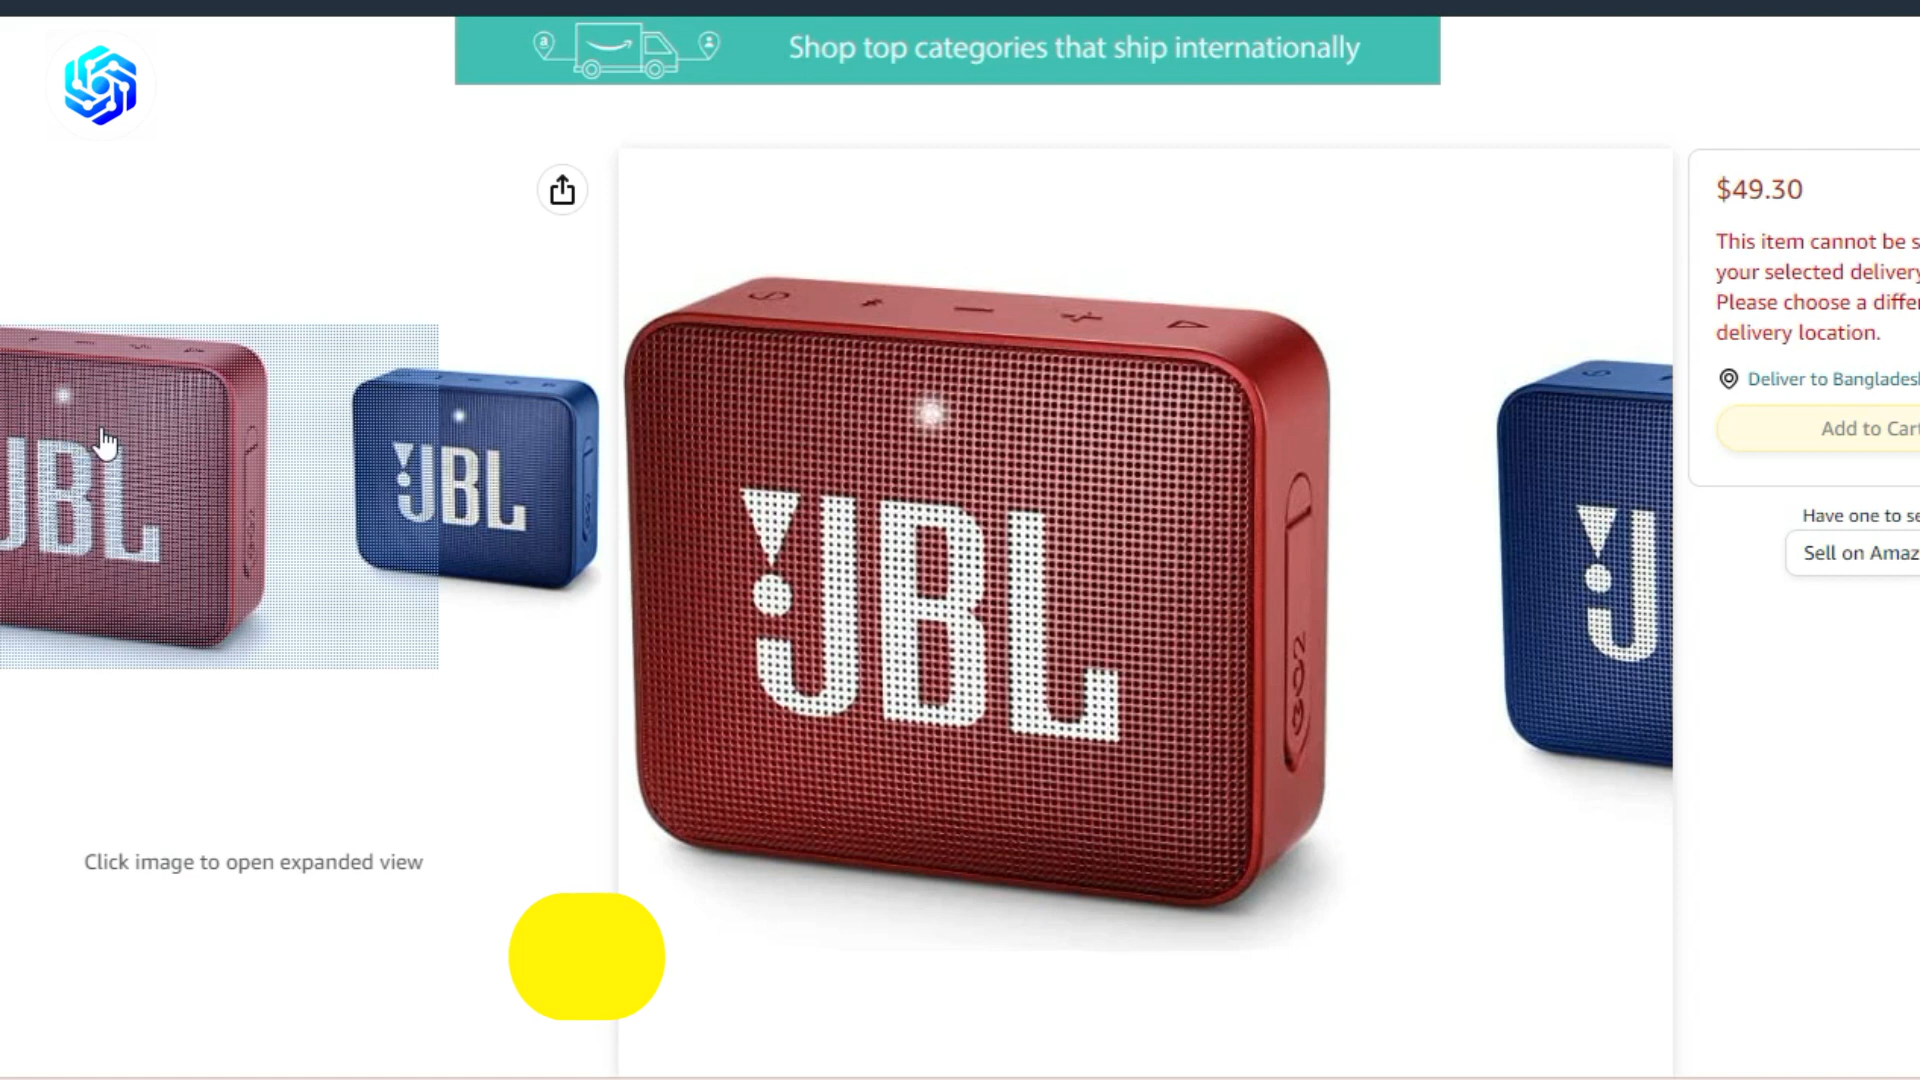 Shop top categories that ship internationally
$49.30
This item cannot be s
your selected delivery
Please choose a differ
delivery location.
Deliver to Bangladesh
Add to Cart
Have one to se
Sell on Amaz
JBL
JBL
JBL
J
GO2
Click image to open expanded view